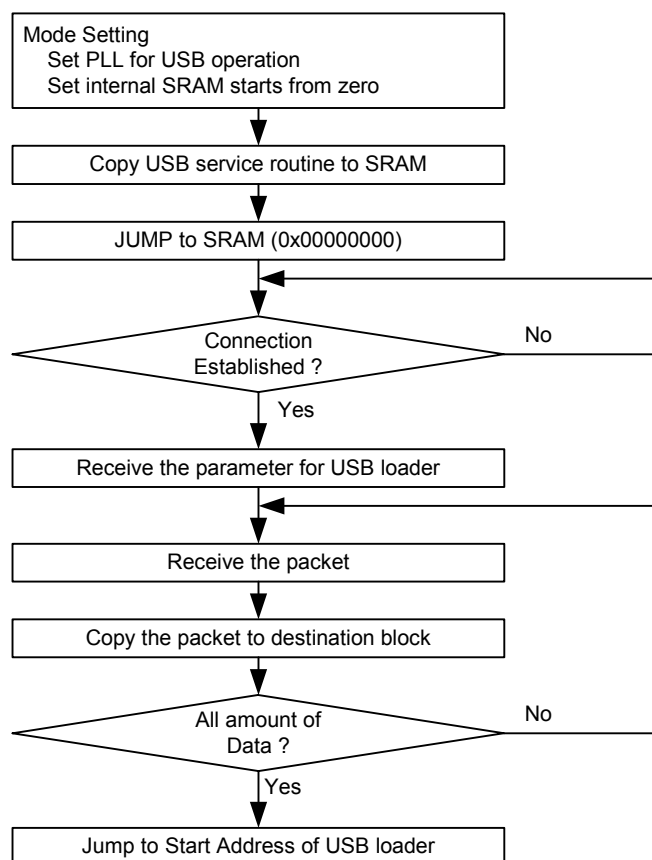 Mode Setting
Set PLL for USB operation
Set internal SRAM starts from zero
Copy USB service routine to SRAM
JUMP to SRAM (0x00000000)
Connection
Established ?
No
Yes
Receive the parameter for USB loader
Receive the packet
Copy the packet to destination block
All amount of
Data ?
No
Yes
Jump to Start Address of USB loader